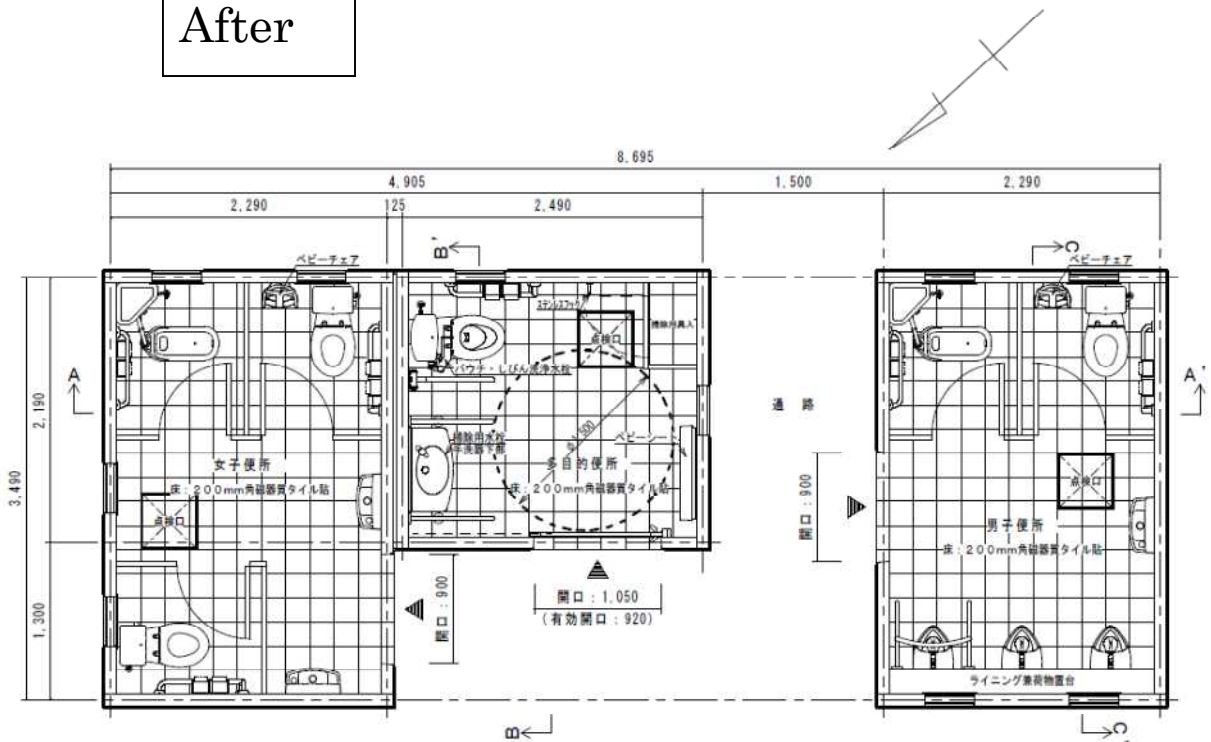 After
8,695
4,905
1,500
2,290
2,290
125
2,490
B'
C
ベビーチェア
ベビーチェア
ステンレスフック
掃除用具入
点検口
パウチ・しびん洗浄水栓
A
A'
2,190
3,490
1,300
通路
φ1,500
掃除用水栓
手洗器下部
ベビーシート
女子便所
床：200mm角磁器質タイル貼
多目的便所
床：200mm角磁器質タイル貼
点検口
点検口
開口：900
男子便所
床：200mm角磁器質タイル貼
開口：900
開口：1,050
(有効開口：920)
ライニング兼荷物置台
B
C'